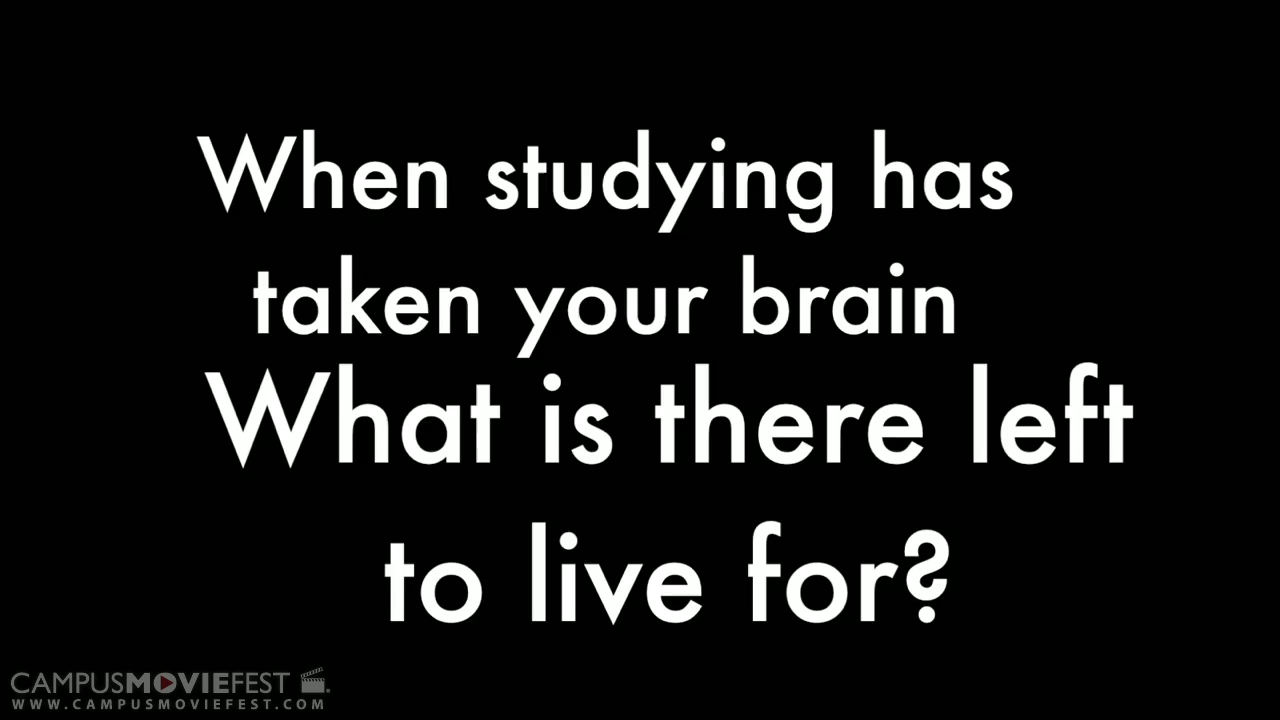 When studying has
taken your brain
What is there left
to live for?
CAMPUSMOVIEFEST
WWW.CAMPUSMOVIEFEST.COM